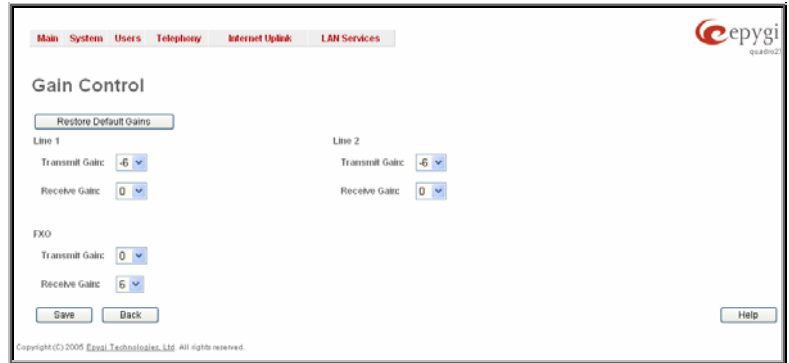 Main System Users Telephony Internet Uplink LAN Services
epygi
Gain Control
Restore Default Gains
Line 1
Line 2
Transmit Gain: -6
Transmit Gain: -6
Receive Gain: 0
Receive Gain: 0
FXO
Transmit Gain: 0
Receive Gain: 6
Save Back
Help
Copyright (C) 2005 Epygi Technologies, Ltd. All rights reserved.